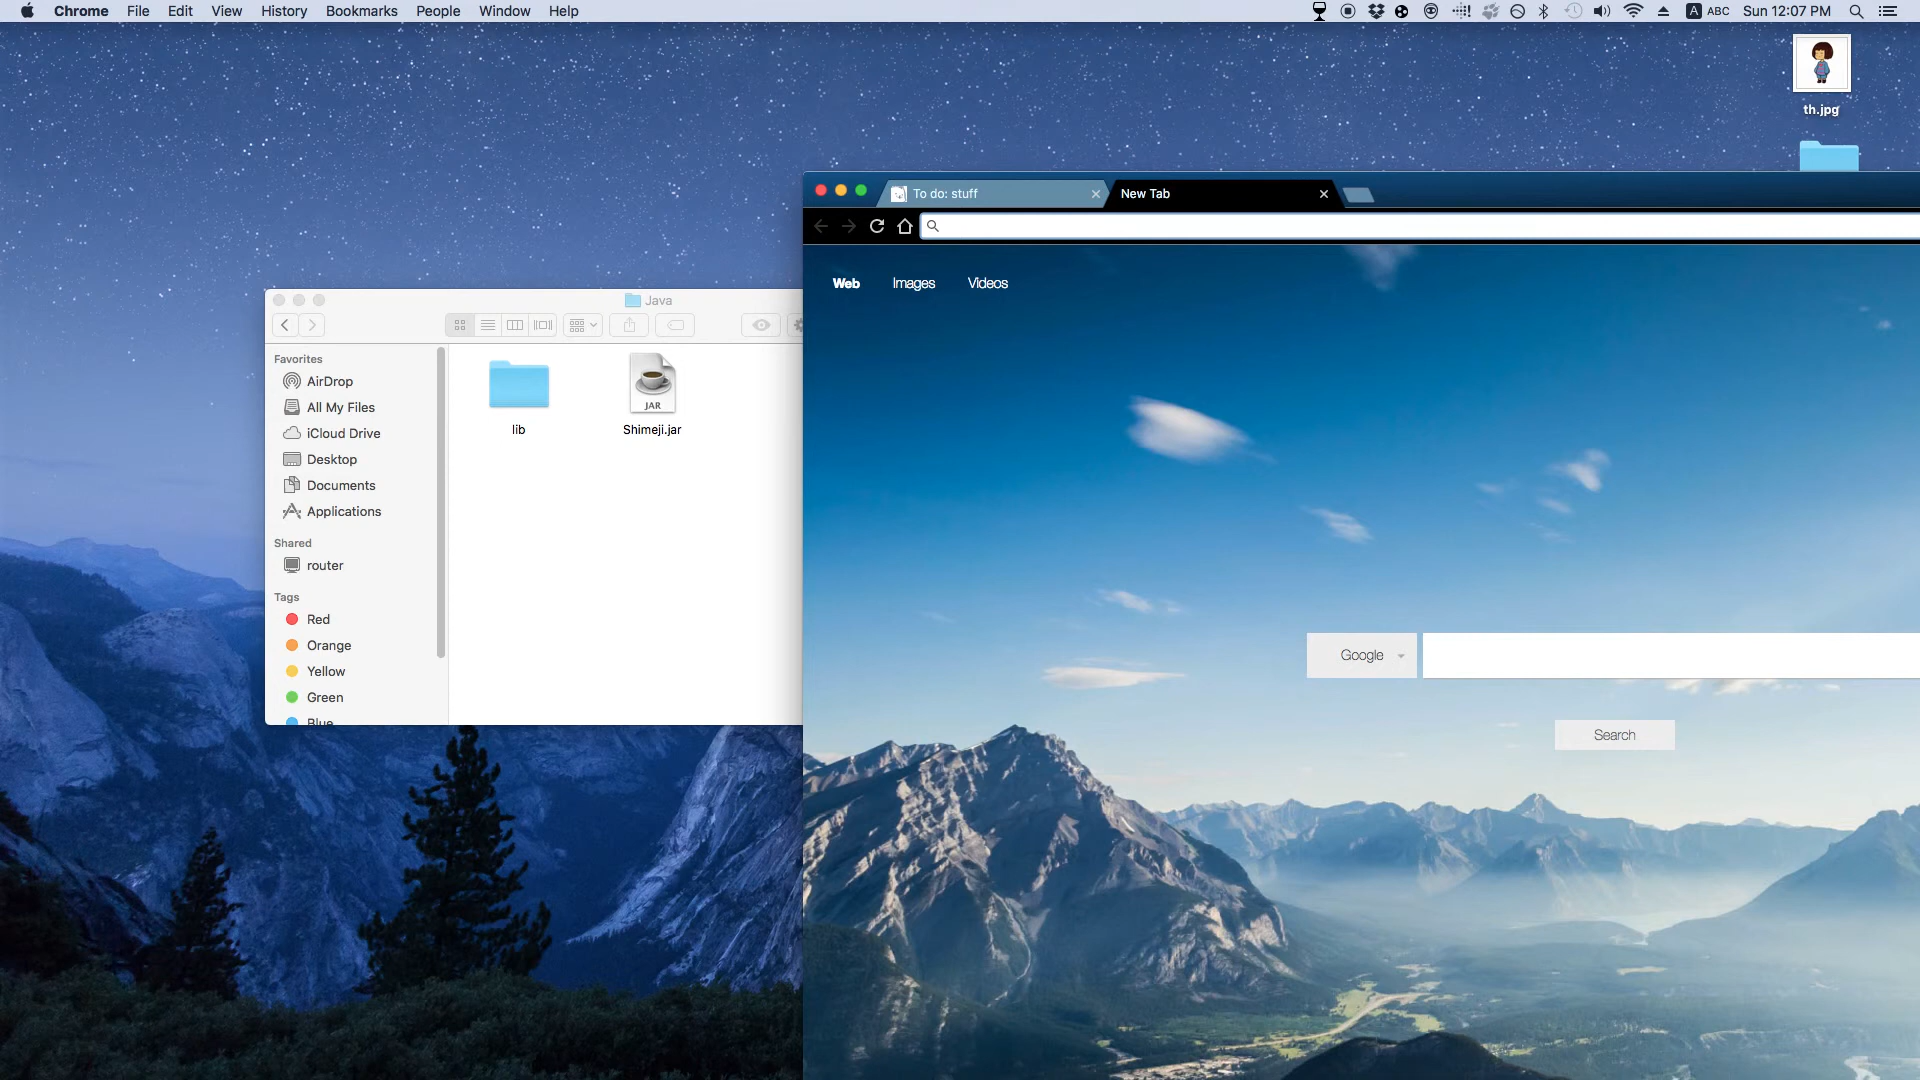 Chrome File Edit View History Bookmarks People Window Help
A ABC Sun 12:07 PM
th.jpg
To do: stuff
New Tab
Web Images Videos
Java
Favorites
AirDrop
All My Files
iCloud Drive
Desktop
Documents
Applications
Shared
router
Tags
Red
Orange
Yellow
Green
Blue
lib
JAR
Shimeji.jar
Google
Search